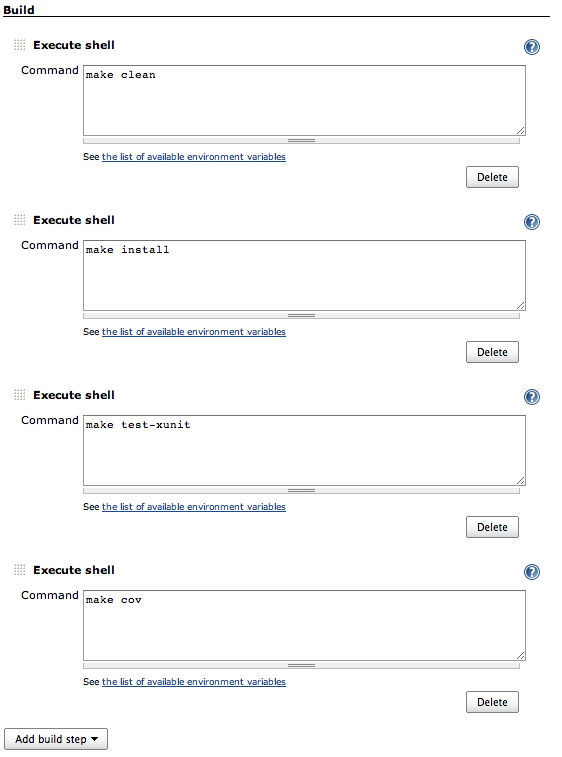 Build
Execute shell
Command make clean
See the list of available environment variables
Delete
Execute shell
Command make install
See the list of available environment variables
Delete
Execute shell
Command make test-xunit
See the list of available environment variables
Delete
Execute shell
Command make cov
See the list of available environment variables
Delete
Add build step